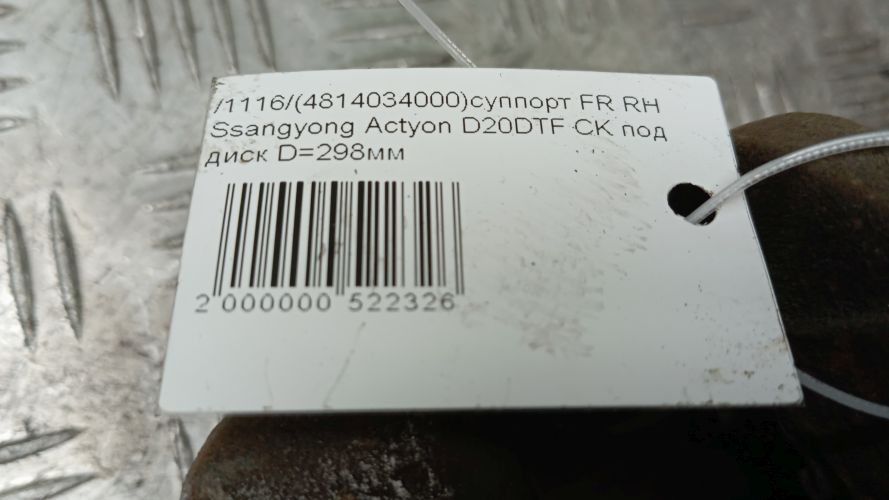 /1116/(4814034000)суппорт FR RH
Ssangyong Actyon D20DTF CK под
диск D=298мм
2 000000 522326